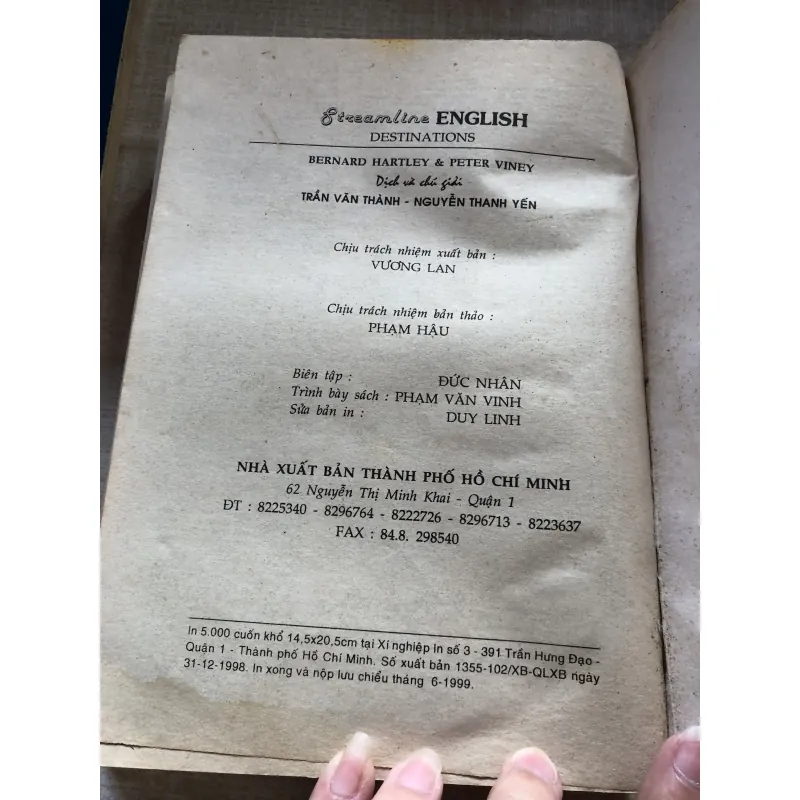 Streamline ENGLISH
DESTINATIONS
BERNARD HARTLEY & PETER VINEY
Dịch và chú giải
TRẦN VĂN THÀNH - NGUYỄN THANH YẾN
Chịu trách nhiệm xuất bản :
VƯƠNG LAN
Chịu trách nhiệm bản thảo :
PHẠM HẬU
Biên tập : ĐỨC NHÂN
Trình bày sách : PHẠM VĂN VINH
Sửa bản in : DUY LINH
NHÀ XUẤT BẢN THÀNH PHỐ HỒ CHÍ MINH
62 Nguyễn Thị Minh Khai - Quận 1
ĐT : 8225340 - 8296764 - 8222726 - 8296713 - 8223637
FAX : 84.8. 298540
In 5.000 cuốn khổ 14,5x20,5cm tại Xí nghiệp In số 3 - 391 Trần Hưng Đạo -
Quận 1 - Thành phố Hồ Chí Minh. Số xuất bản 1355-102/XB-QLXB ngày
31-12-1998. In xong và nộp lưu chiểu tháng 6-1999.